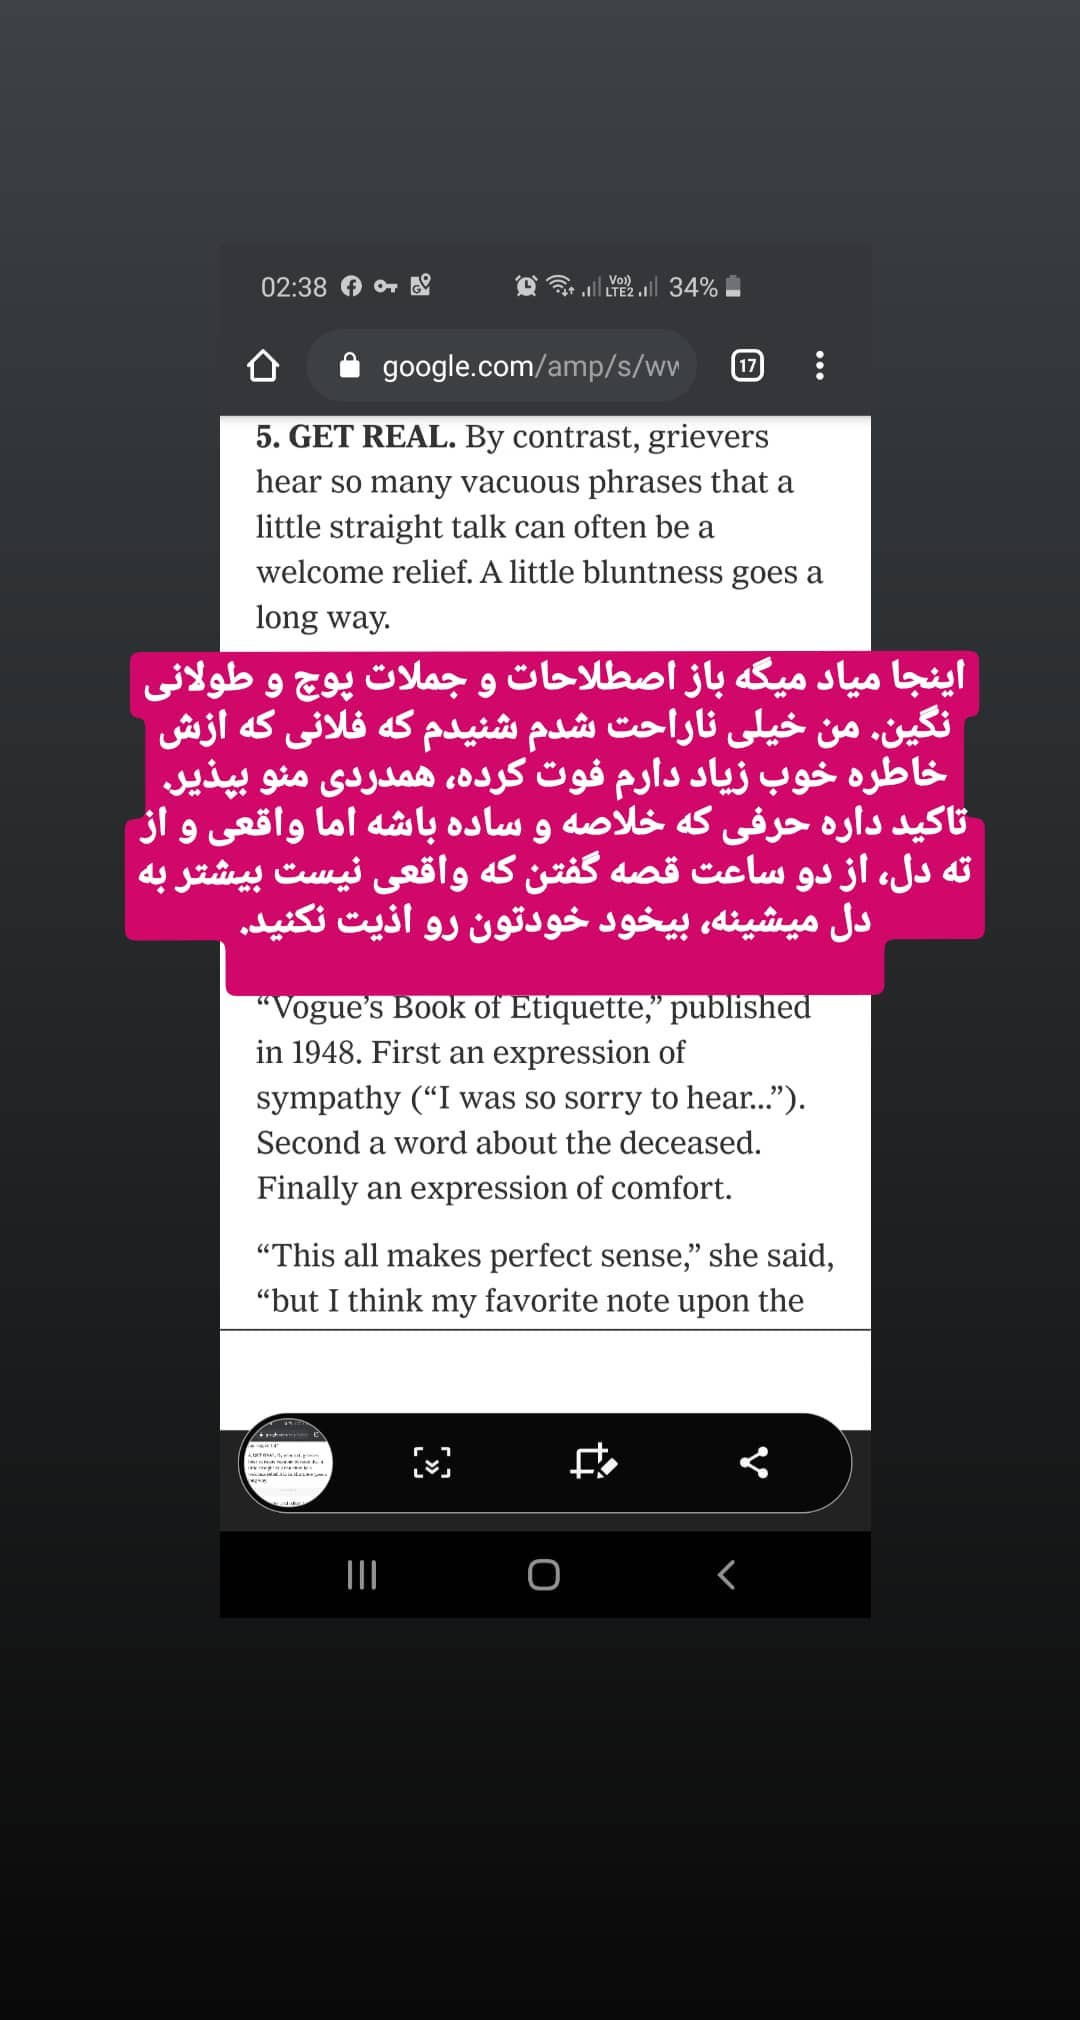 02:38 LTE2 34%
google.com/amp/s/ww 17
5. GET REAL. By contrast, grievers
hear so many vacuous phrases that a
little straight talk can often be a
welcome relief. A little bluntness goes a
long way.
اینجا میاد میگه باز اصطلاحات و جملات پوچ و طولانی
نگین. من خیلی ناراحت شدم شنیدم که فلانی که ازش
خاطره خوب زیاد دارم فوت کرده، همدردی منو بپذیر.
تاکید داره حرفی که خلاصه و ساده باشه اما واقعی و از
ته دل، از دو ساعت قصه گفتن که واقعی نیست بیشتر به
دل میشینه، بیخود خودتون رو اذیت نکنید.
“Vogue’s Book of Etiquette,” published
in 1948. First an expression of
sympathy (“I was so sorry to hear...”).
Second a word about the deceased.
Finally an expression of comfort.
“This all makes perfect sense,” she said,
“but I think my favorite note upon the